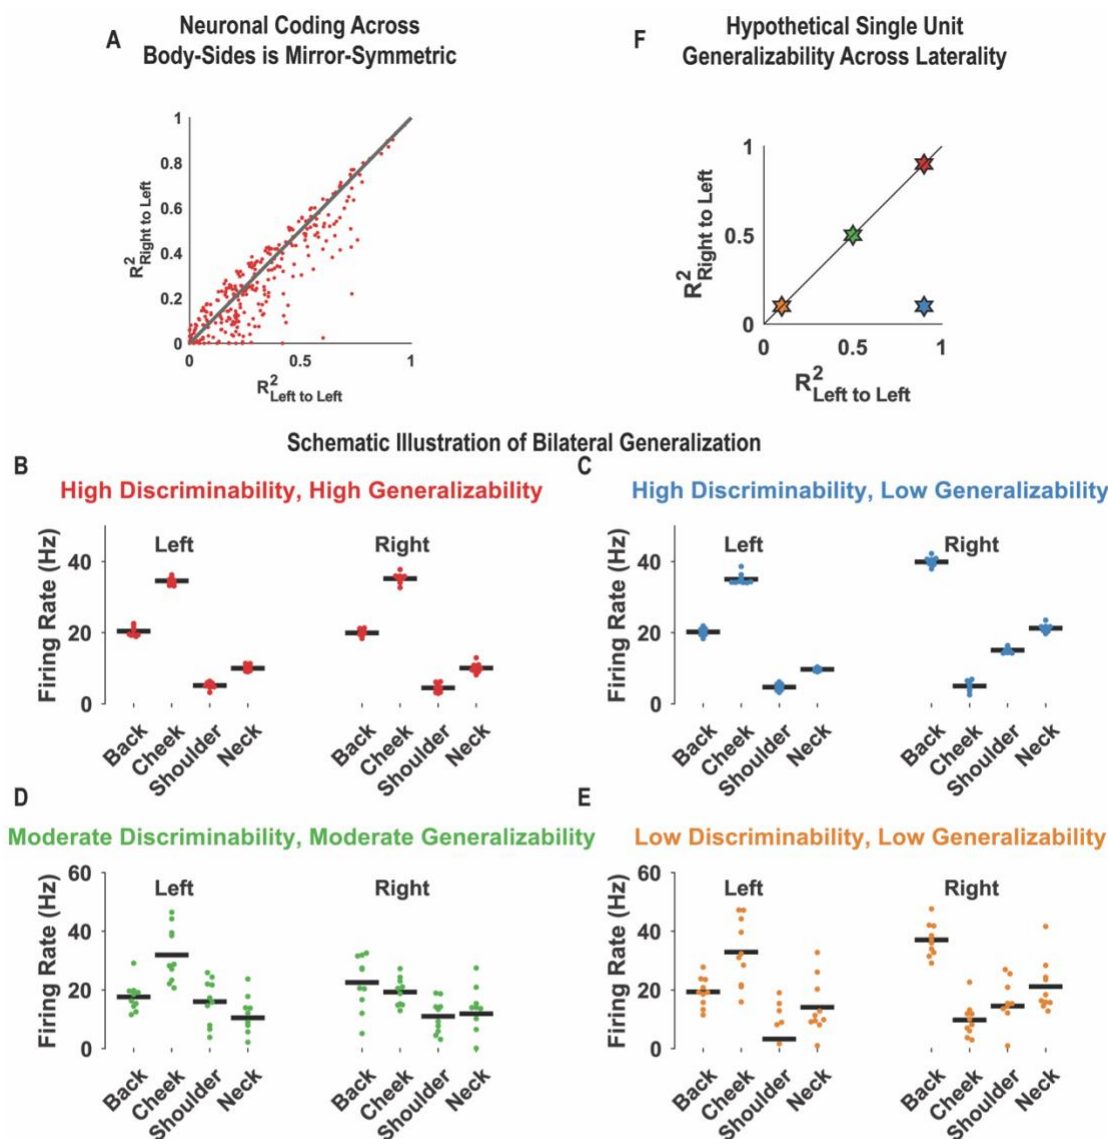 A
Neuronal Coding Across
Body-Sides is Mirror-Symmetric
1
0.8
0.6
0.4
0.2
0
R²Right to Left
0 0.5 1
R²Left to Left
F
Hypothetical Single Unit
Generalizability Across Laterality
1
0.5
0
R²Right to Left
0 0.5 1
R²Left to Left
Schematic Illustration of Bilateral Generalization
B
High Discriminability, High Generalizability
Left Right
Firing Rate (Hz)
40
20
0
Back Cheek Shoulder Neck Back Cheek Shoulder Neck
C
High Discriminability, Low Generalizability
Left Right
Firing Rate (Hz)
40
20
0
Back Cheek Shoulder Neck Back Cheek Shoulder Neck
D
Moderate Discriminability, Moderate Generalizability
Left Right
Firing Rate (Hz)
60
40
20
0
Back Cheek Shoulder Neck Back Cheek Shoulder Neck
E
Low Discriminability, Low Generalizability
Left Right
Firing Rate (Hz)
60
40
20
0
Back Cheek Shoulder Neck Back Cheek Shoulder Neck